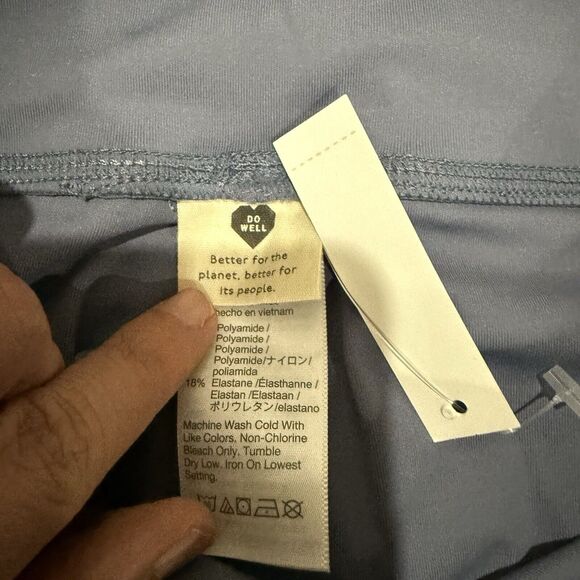 DO
WELL
Better for the
planet, better for
its people.
hecho en vietnam
Polyamide /
Polyamide /
Polyamide /
Polyamide/ナイロン/
poliamida
18% Elastane /Élasthanne /
Elastan /Elastaan /
ポリウレタン/elastano
Machine Wash Cold With
Like Colors, Non-Chlorine
Bleach Only, Tumble
Dry Low. Iron On Lowest
Setting.